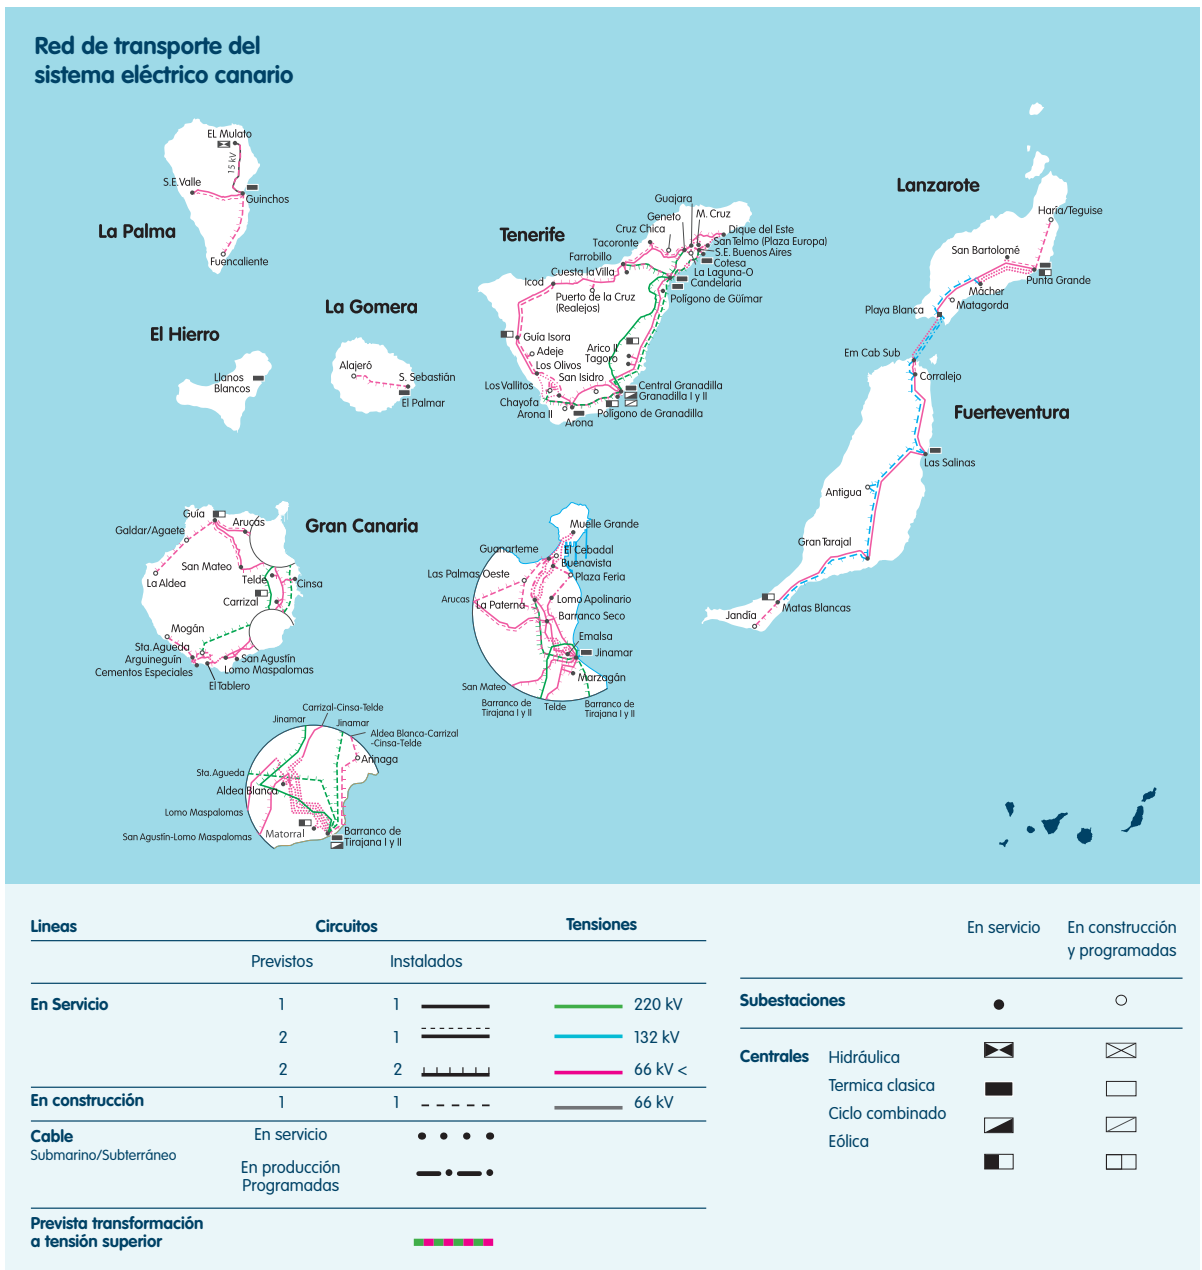 Red de transporte del
sistema eléctrico canario
EL Mulato
15 kV
S.E.Valle
Guinchos
La Palma
Fuencaliente
La Gomera
El Hierro
Llanos
Blancos
Alajeró
S. Sebastián
El Palmar
Tenerife
Guajara
Geneto
M. Cruz
Cruz Chica
Dique del Este
Tacoronte
San Telmo (Plaza Europa)
Farrobillo
S.E. Buenos Aires
Cotesa
Cuesta la Villa
La Laguna-O
Icod
Candelaria
Puerto de la Cruz
(Realejos)
Polígono de Güímar
Guía Isora
Arico II
Adeje
Tagoro
Los Olivos
San Isidro
Los Vallitos
Central Granadilla
Chayofa
Granadilla I y II
Arona II
Polígono de Granadilla
Arona
Lanzarote
Haria/Teguise
San Bartolomé
Punta Grande
Mácher
Matagorda
Playa Blanca
Em Cab Sub
Corralejo
Fuerteventura
Las Salinas
Antigua
Gran Tarajal
Matas Blancas
Jandía
Gran Canaria
Guía
Arucas
Galdar/Agaete
San Mateo
La Aldea
Telde
Cinsa
Carrizal
Mogán
Sta. Agueda
San Agustín
Arguineguín
Lomo Maspalomas
Cementos Especiales
El Tablero
Muelle Grande
Guanarteme
El Cebadal
Buenavista
Las Palmas Oeste
Plaza Feria
Arucas
La Paterna
Lomo Apolinario
Barranco Seco
Emalsa
Jinamar
Marzagán
San Mateo
Barranco de
Tirajana I y II
Telde
Barranco de
Tirajana I y II
Carrizal-Cinsa-Telde
Jinamar
Jinamar
Aldea Blanca-Carrizal
-Cinsa-Telde
Arinaga
Sta. Agueda
Aldea Blanca
Lomo Maspalomas
San Agustín-Lomo Maspalomas
Matorral
Barranco de
Tirajana I y II
Lineas
Circuitos
Tensiones
Previstos
Instalados
En Servicio
1
1
220 kV
2
1
132 kV
2
2
66 kV <
En construcción
1
1
66 kV
Cable
Submarino/Subterráneo
En servicio
En producción
Programadas
Prevista transformación
a tensión superior
En servicio
En construcción
y programadas
Subestaciones
Centrales
Hidráulica
Termica clasica
Ciclo combinado
Eólica